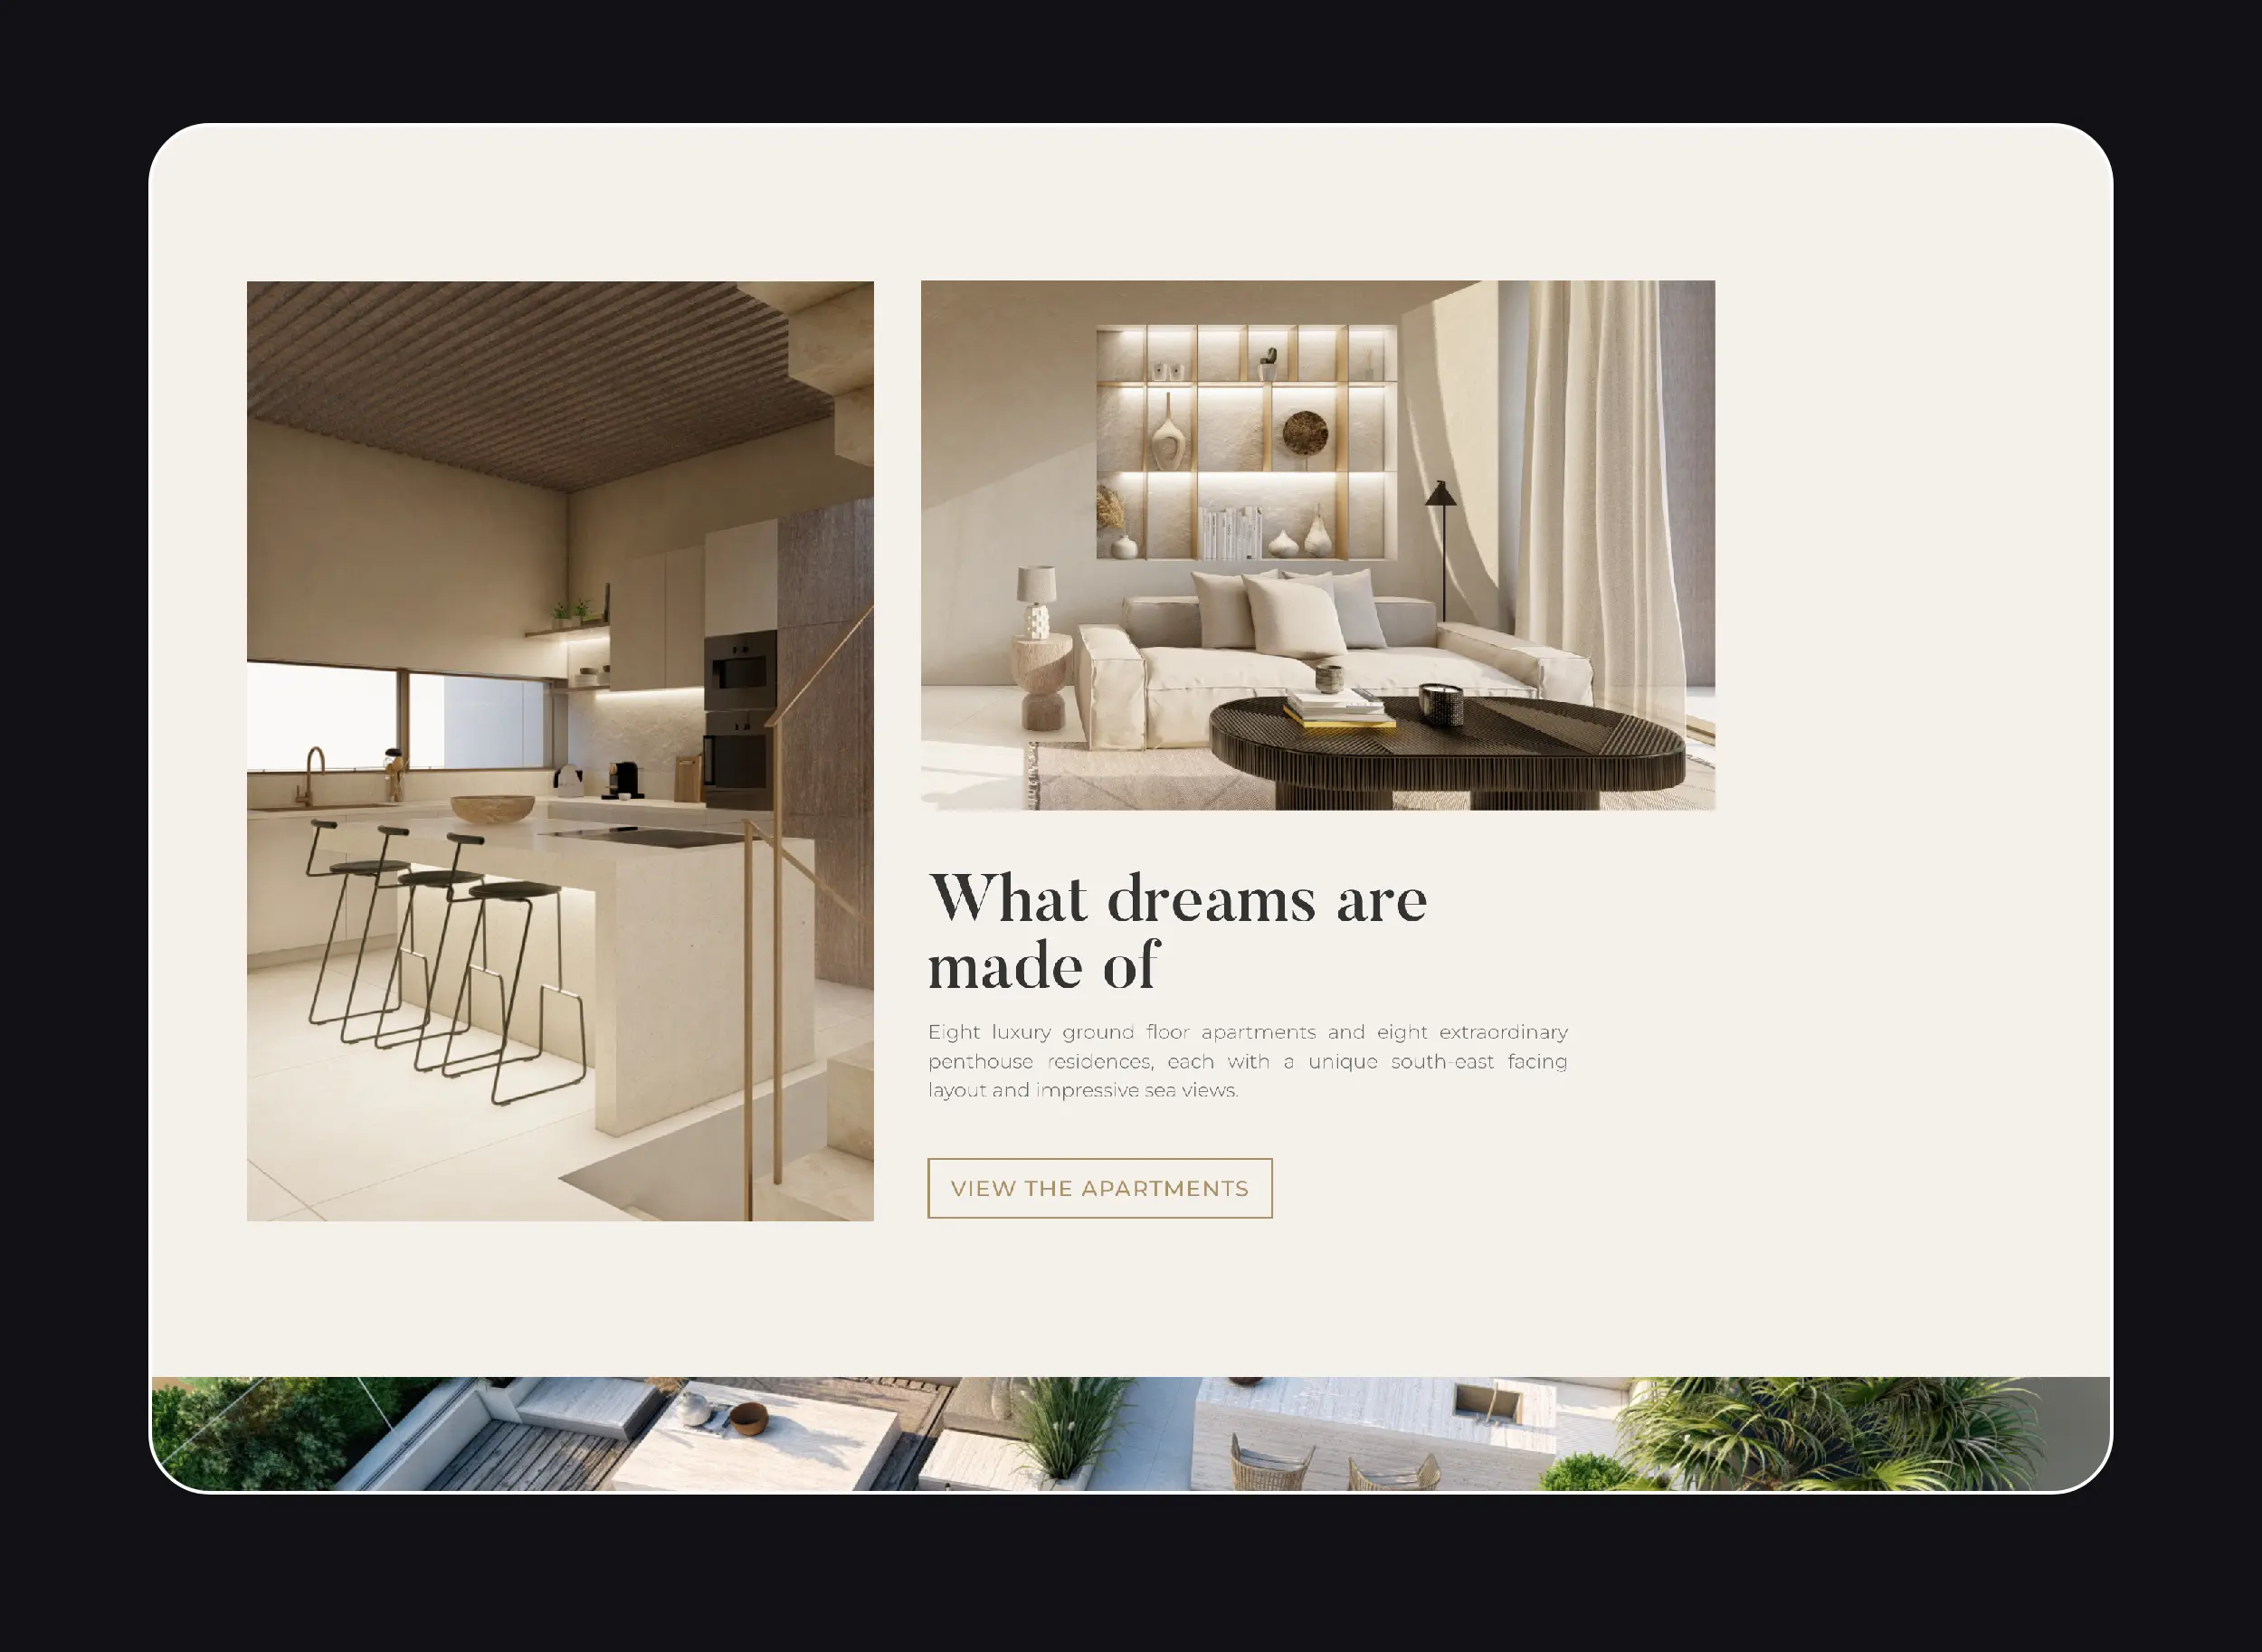 What dreams are
made of
Eight luxury ground floor apartments and eight extraordinary
penthouse residences, each with a unique south-east facing
layout and impressive sea views.
VIEW THE APARTMENTS